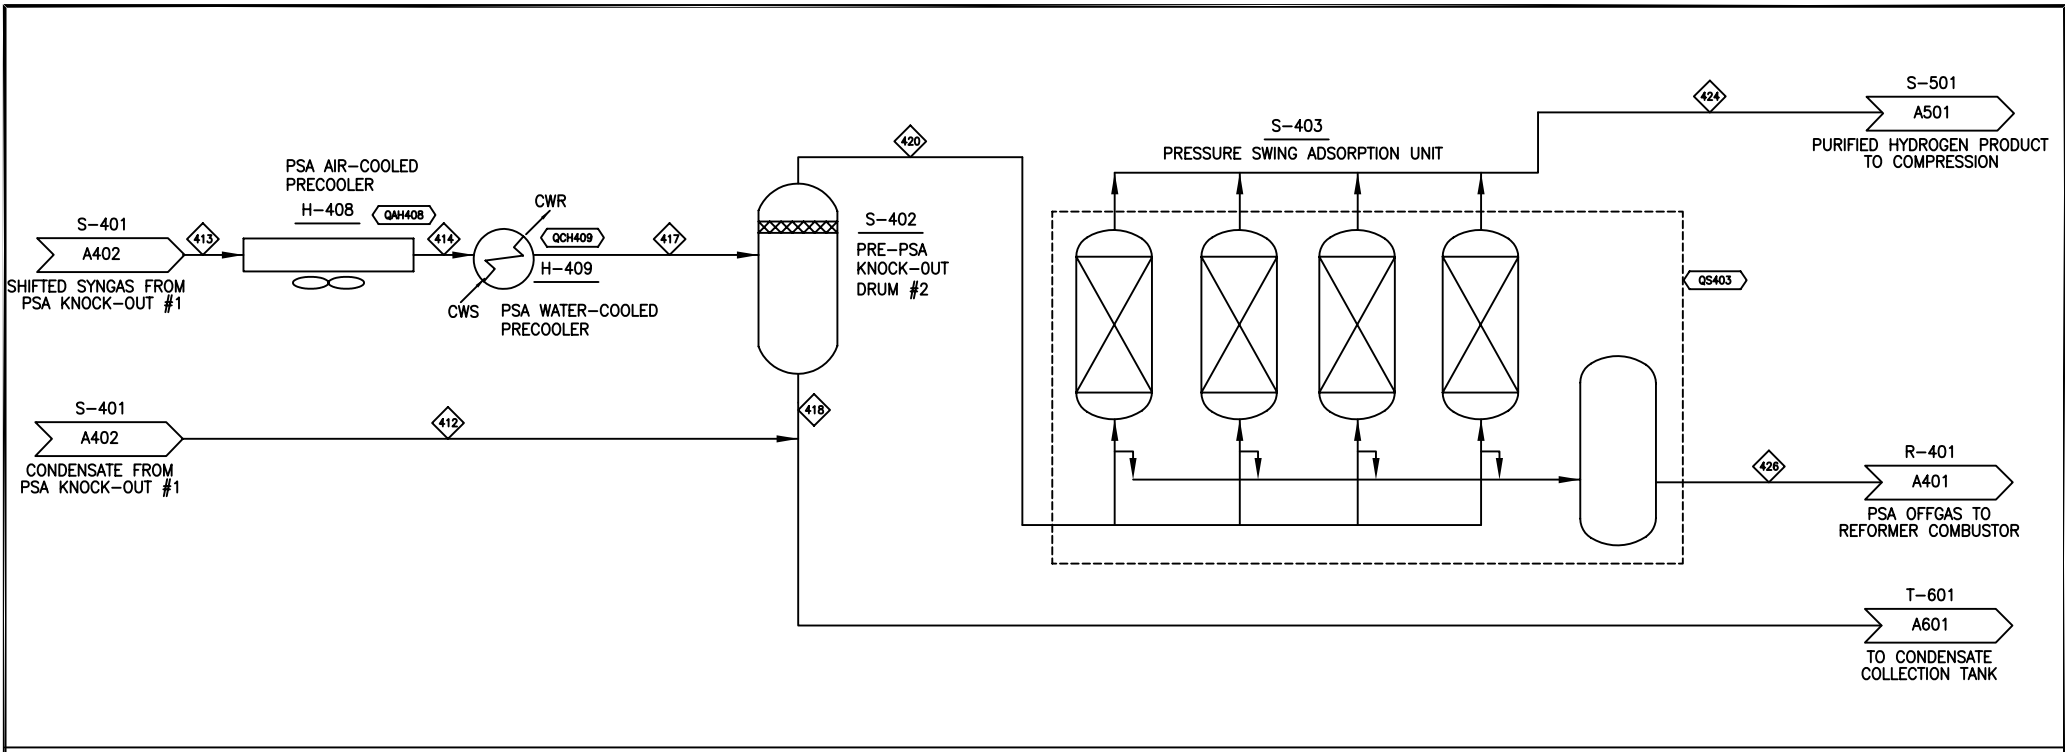 S-501
424
A501
S-403
PURIFIED HYDROGEN PRODUCT
TO COMPRESSION
420
PRESSURE SWING ADSORPTION UNIT
PSA AIR-COOLED
PRECOOLER
H-408
QAH408
CWR
S-401
413
414
QCH409
417
S-402
A402
PRE-PSA
KNOCK-OUT
DRUM #2
H-409
QS403
SHIFTED SYNGAS FROM
PSA KNOCK-OUT #1
CWS
PSA WATER-COOLED
PRECOOLER
S-401
412
418
A402
CONDENSATE FROM
PSA KNOCK-OUT #1
R-401
426
A401
PSA OFFGAS TO
REFORMER COMBUSTOR
T-601
A601
TO CONDENSATE
COLLECTION TANK